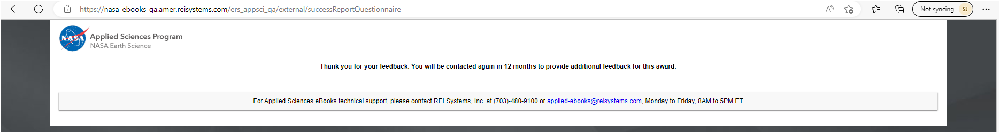 https://nasa-ebooks-qa.amer.reisystems.com/ers_appsci_qa/external/successReportQuestionnaire
Not syncing SJ
NASA
Applied Sciences Program
NASA Earth Science
Thank you for your feedback. You will be contacted again in 12 months to provide additional feedback for this award.
For Applied Sciences eBooks technical support, please contact REI Systems, Inc. at (703)-480-9100 or applied-ebooks@reisystems.com, Monday to Friday, 8AM to 5PM ET